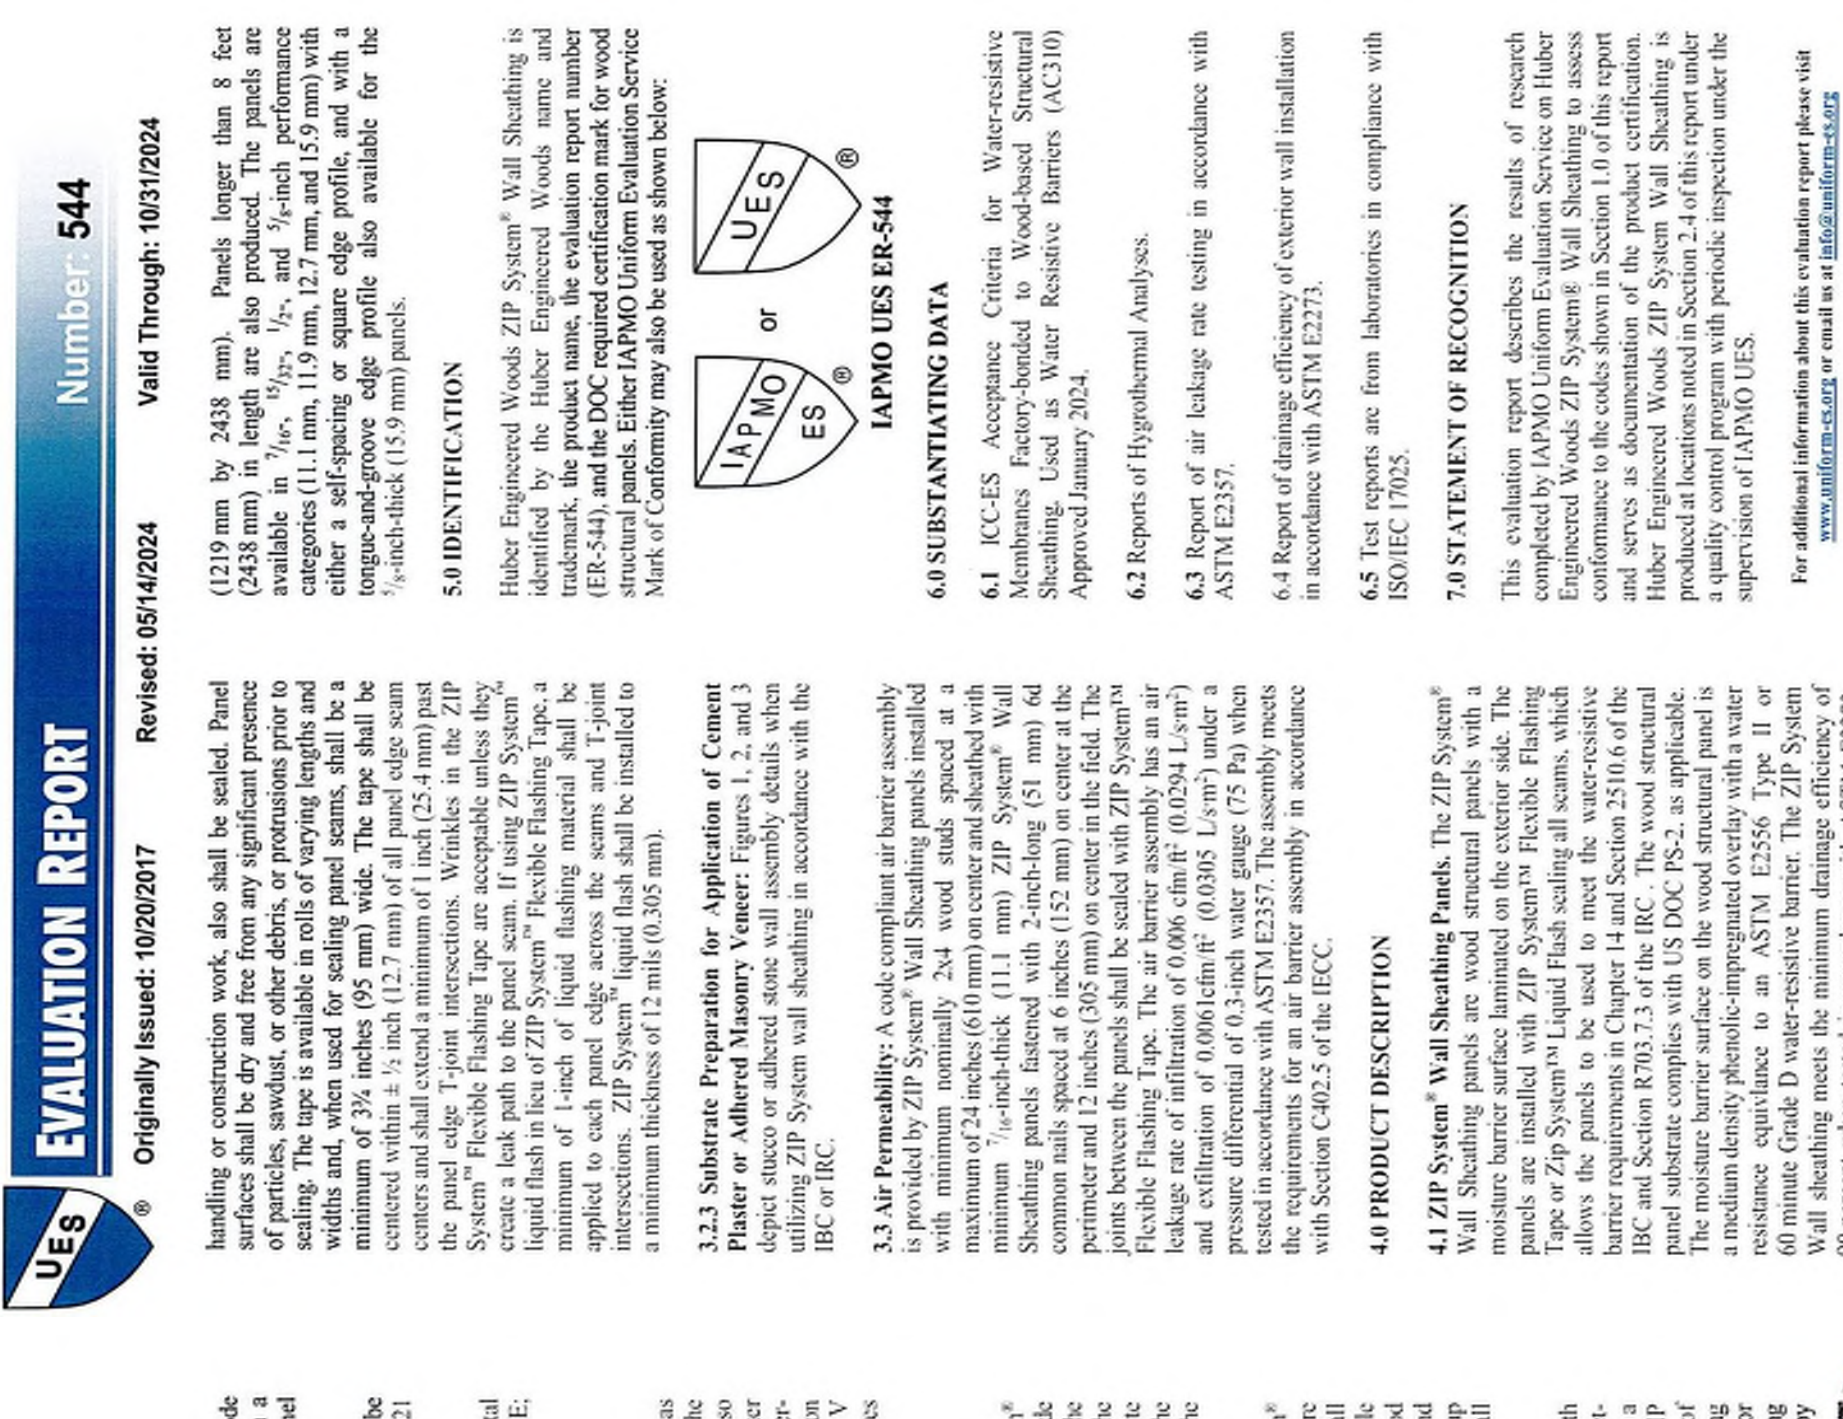 UES
®
EVALUATION REPORT
Number: 544
Originally Issued: 10/20/2017
Revised: 05/14/2024
Valid Through: 10/31/2024
handling or construction work, also shall be sealed. Panel
surfaces shall be dry and free from any significant presence
of particles, sawdust, or other debris, or protrusions prior to
sealing. The tape is available in rolls of varying lengths and
widths and, when used for sealing panel seams, shall be a
minimum of 3¾ inches (95 mm) wide. The tape shall be
centered within ± ½ inch (12.7 mm) of all panel edge seam
centers and shall extend a minimum of 1 inch (25.4 mm) past
the panel edge T-joint intersections. Wrinkles in the ZIP
System™ Flexible Flashing Tape are acceptable unless they
create a leak path to the panel seam. If using ZIP System™
liquid flash in lieu of ZIP System™ Flexible Flashing Tape, a
minimum of 1-inch of liquid flashing material shall be
applied to each panel edge across the seams and T-joint
intersections. ZIP System™ liquid flash shall be installed to
a minimum thickness of 12 mils (0.305 mm).
3.2.3 Substrate Preparation for Application of Cement
Plaster or Adhered Masonry Veneer: Figures 1, 2, and 3
depict stucco or adhered stone wall assembly details when
utilizing ZIP System wall sheathing in accordance with the
IBC or IRC.
3.3 Air Permeability: A code compliant air barrier assembly
is provided by ZIP System® Wall Sheathing panels installed
with minimum nominally 2x4 wood studs spaced at a
maximum of 24 inches (610 mm) on center and sheathed with
minimum 7/16-inch-thick (11.1 mm) ZIP System® Wall
Sheathing panels fastened with 2-inch-long (51 mm) 6d
common nails spaced at 6 inches (152 mm) on center at the
perimeter and 12 inches (305 mm) on center in the field. The
joints between the panels shall be sealed with ZIP System™
Flexible Flashing Tape. The air barrier assembly has an air
leakage rate of infiltration of 0.006 cfm/ft² (0.0294 L/s·m²)
and exfiltration of 0.0061cfm/ft² (0.0305 L/s·m²) under a
pressure differential of 0.3-inch water gauge (75 Pa) when
tested in accordance with ASTM E2357. The assembly meets
the requirements for an air barrier assembly in accordance
with Section C402.5 of the IECC.
4.0 PRODUCT DESCRIPTION
4.1 ZIP System® Wall Sheathing Panels. The ZIP System®
Wall Sheathing panels are wood structural panels with a
moisture barrier surface laminated on the exterior side. The
panels are installed with ZIP System™ Flexible Flashing
Tape or Zip System™ Liquid Flash sealing all seams, which
allows the panels to be used to meet the water-resistive
barrier requirements in Chapter 14 and Section 2510.6 of the
IBC and Section R703.7.3 of the IRC . The wood structural
panel substrate complies with US DOC PS-2, as applicable.
The moisture barrier surface on the wood structural panel is
a medium density phenolic-impregnated overlay with a water
resistance equivlance to an ASTM E2556 Type II or
60 minute Grade D water-resistive barrier. The ZIP System
Wall sheathing meets the minimum drainage efficiency of
(1219 mm by 2438 mm). Panels longer than 8 feet
(2438 mm) in length are also produced. The panels are
available in 7/16-, 15/32-, 1/2-, and 5/8-inch performance
categories (11.1 mm, 11.9 mm, 12.7 mm, and 15.9 mm) with
either a self-spacing or square edge profile, and with a
tongue-and-groove edge profile also available for the
5/8-inch-thick (15.9 mm) panels.
5.0 IDENTIFICATION
Huber Engineered Woods ZIP System® Wall Sheathing is
identified by the Huber Engineered Woods name and
trademark, the product name, the evaluation report number
(ER-544), and the DOC required certification mark for wood
structural panels. Either IAPMO Uniform Evaluation Service
Mark of Conformity may also be used as shown below:
IAPMO ES ® or UES ®
IAPMO UES ER-544
6.0 SUBSTANTIATING DATA
6.1 ICC-ES Acceptance Criteria for Water-resistive
Membranes Factory-bonded to Wood-based Structural
Sheathing, Used as Water Resistive Barriers (AC310)
Approved January 2024.
6.2 Reports of Hygrothermal Analyses.
6.3 Report of air leakage rate testing in accordance with
ASTM E2357.
6.4 Report of drainage efficiency of exterior wall installation
in accordance with ASTM E2273.
6.5 Test reports are from laboratories in compliance with
ISO/IEC 17025.
7.0 STATEMENT OF RECOGNITION
This evaluation report describes the results of research
completed by IAPMO Uniform Evaluation Service on Huber
Engineered Woods ZIP System® Wall Sheathing to assess
conformance to the codes shown in Section 1.0 of this report
and serves as documentation of the product certification.
Huber Engineered Woods ZIP System Wall Sheathing is
produced at locations noted in Section 2.4 of this report under
a quality control program with periodic inspection under the
supervision of IAPMO UES.
For additional information about this evaluation report please visit
www.uniform-es.org or email us at info@uniform-es.org